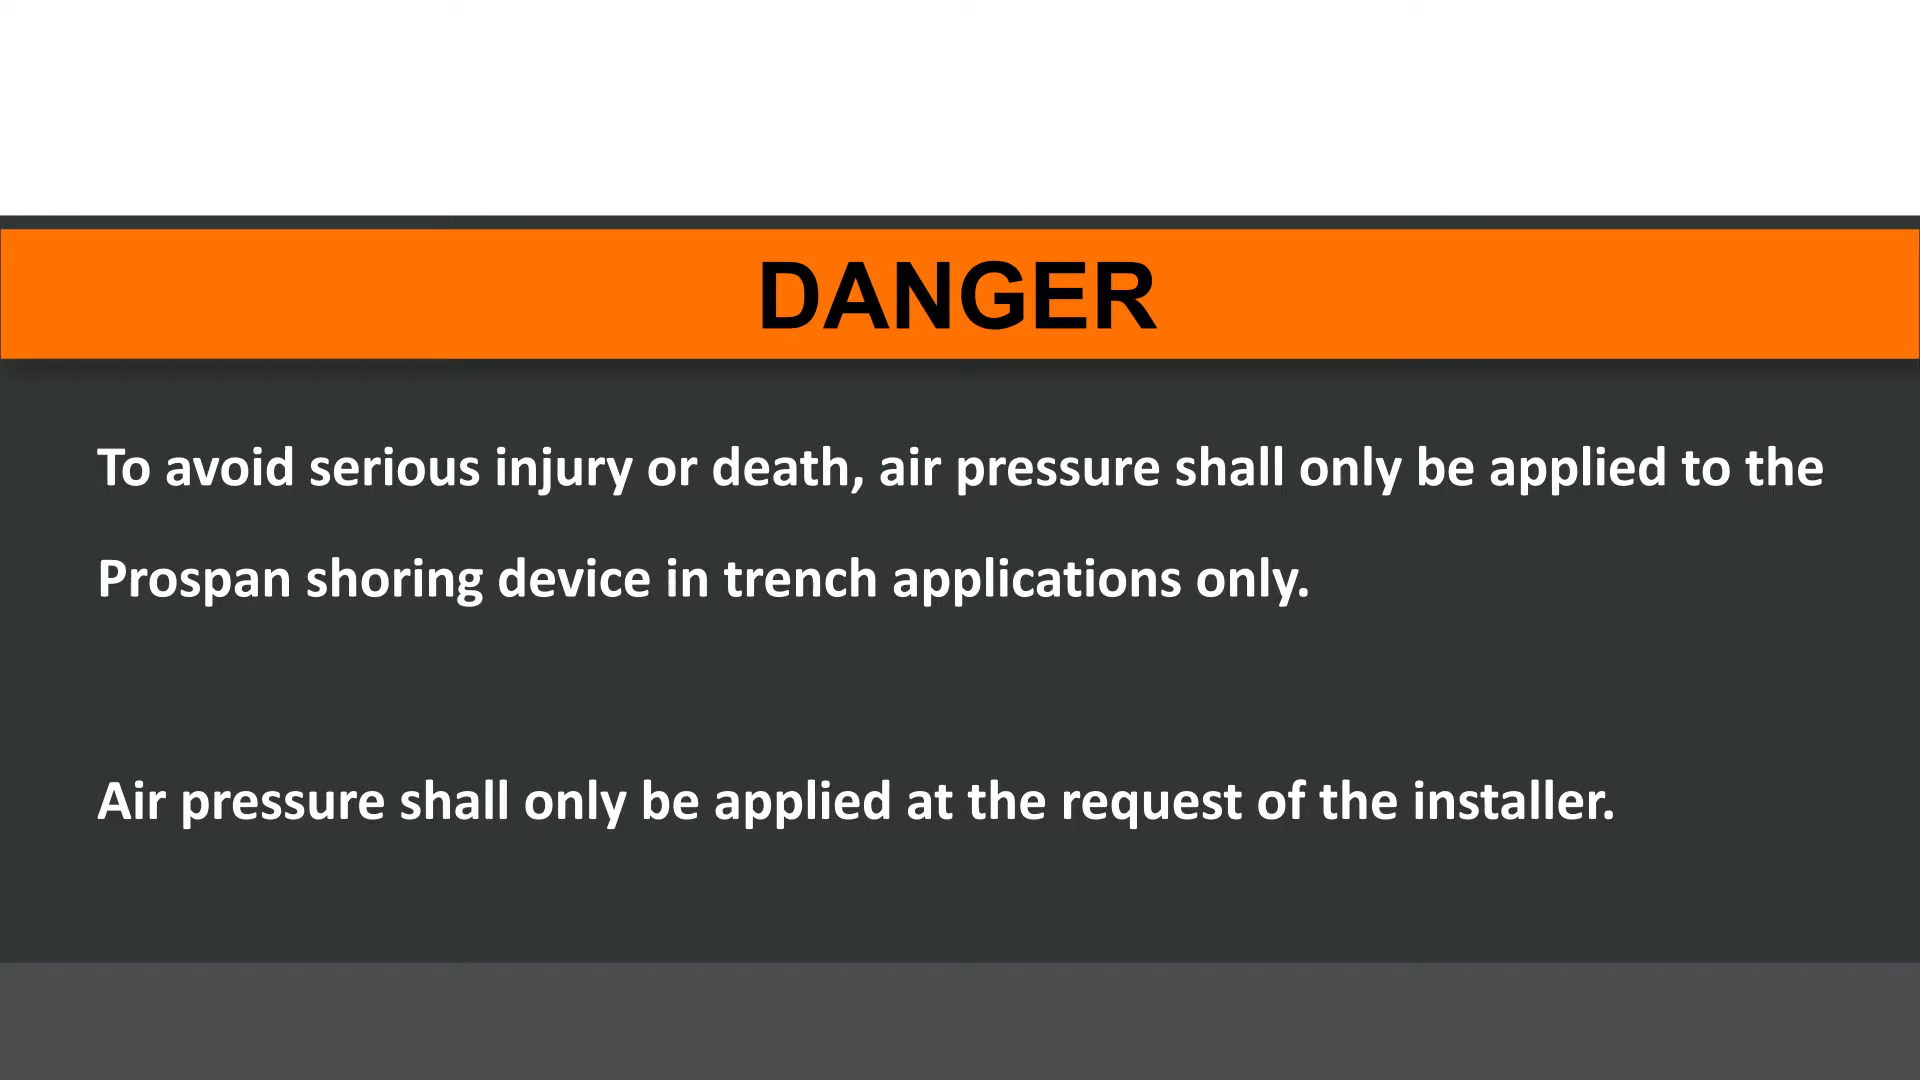 DANGER
To avoid serious injury or death, air pressure shall only be applied to the
Prospan shoring device in trench applications only.
Air pressure shall only be applied at the request of the installer.